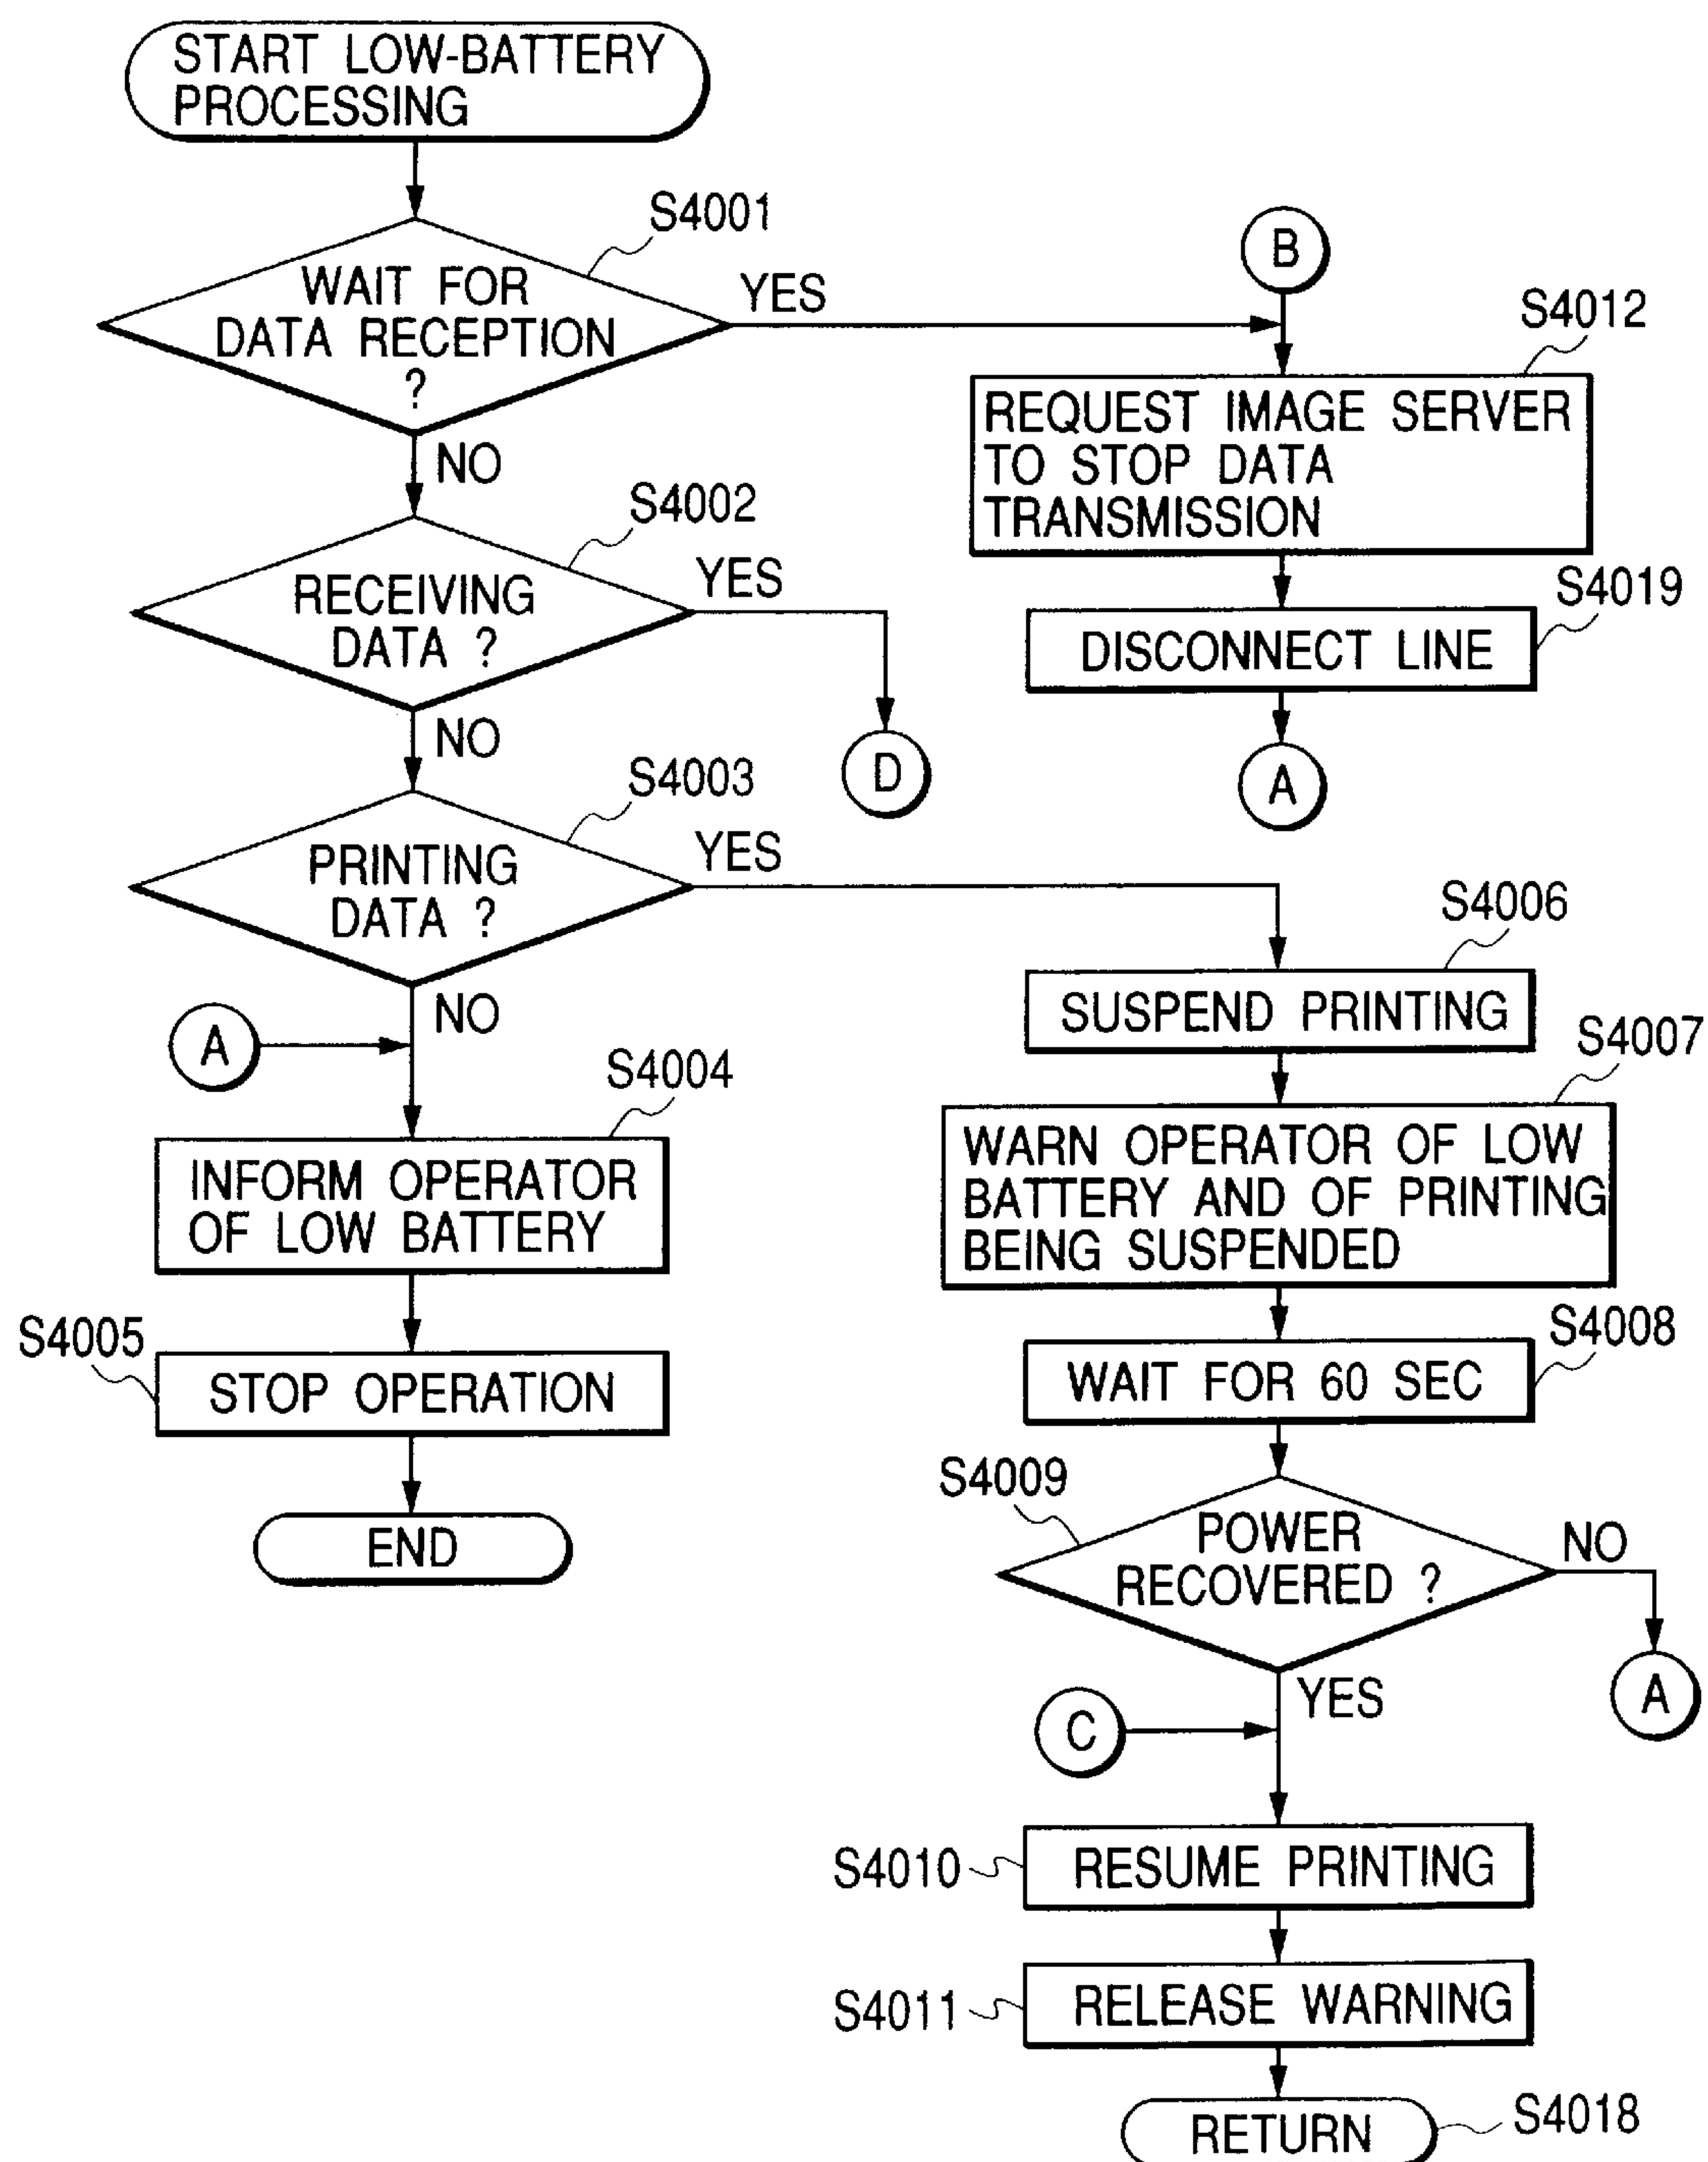 START LOW-BATTERY
PROCESSING
S4001
WAIT FOR
DATA RECEPTION
?
YES
NO
B
S4012
REQUEST IMAGE SERVER
TO STOP DATA
TRANSMISSION
S4019
DISCONNECT LINE
A
S4002
RECEIVING
DATA ?
YES
D
NO
S4003
PRINTING
DATA ?
YES
NO
A
S4004
INFORM OPERATOR
OF LOW BATTERY
S4005
STOP OPERATION
END
S4006
SUSPEND PRINTING
S4007
WARN OPERATOR OF LOW
BATTERY AND OF PRINTING
BEING SUSPENDED
S4008
WAIT FOR 60 SEC
S4009
POWER
RECOVERED ?
NO
A
YES
C
S4010
RESUME PRINTING
S4011
RELEASE WARNING
RETURN
S4018